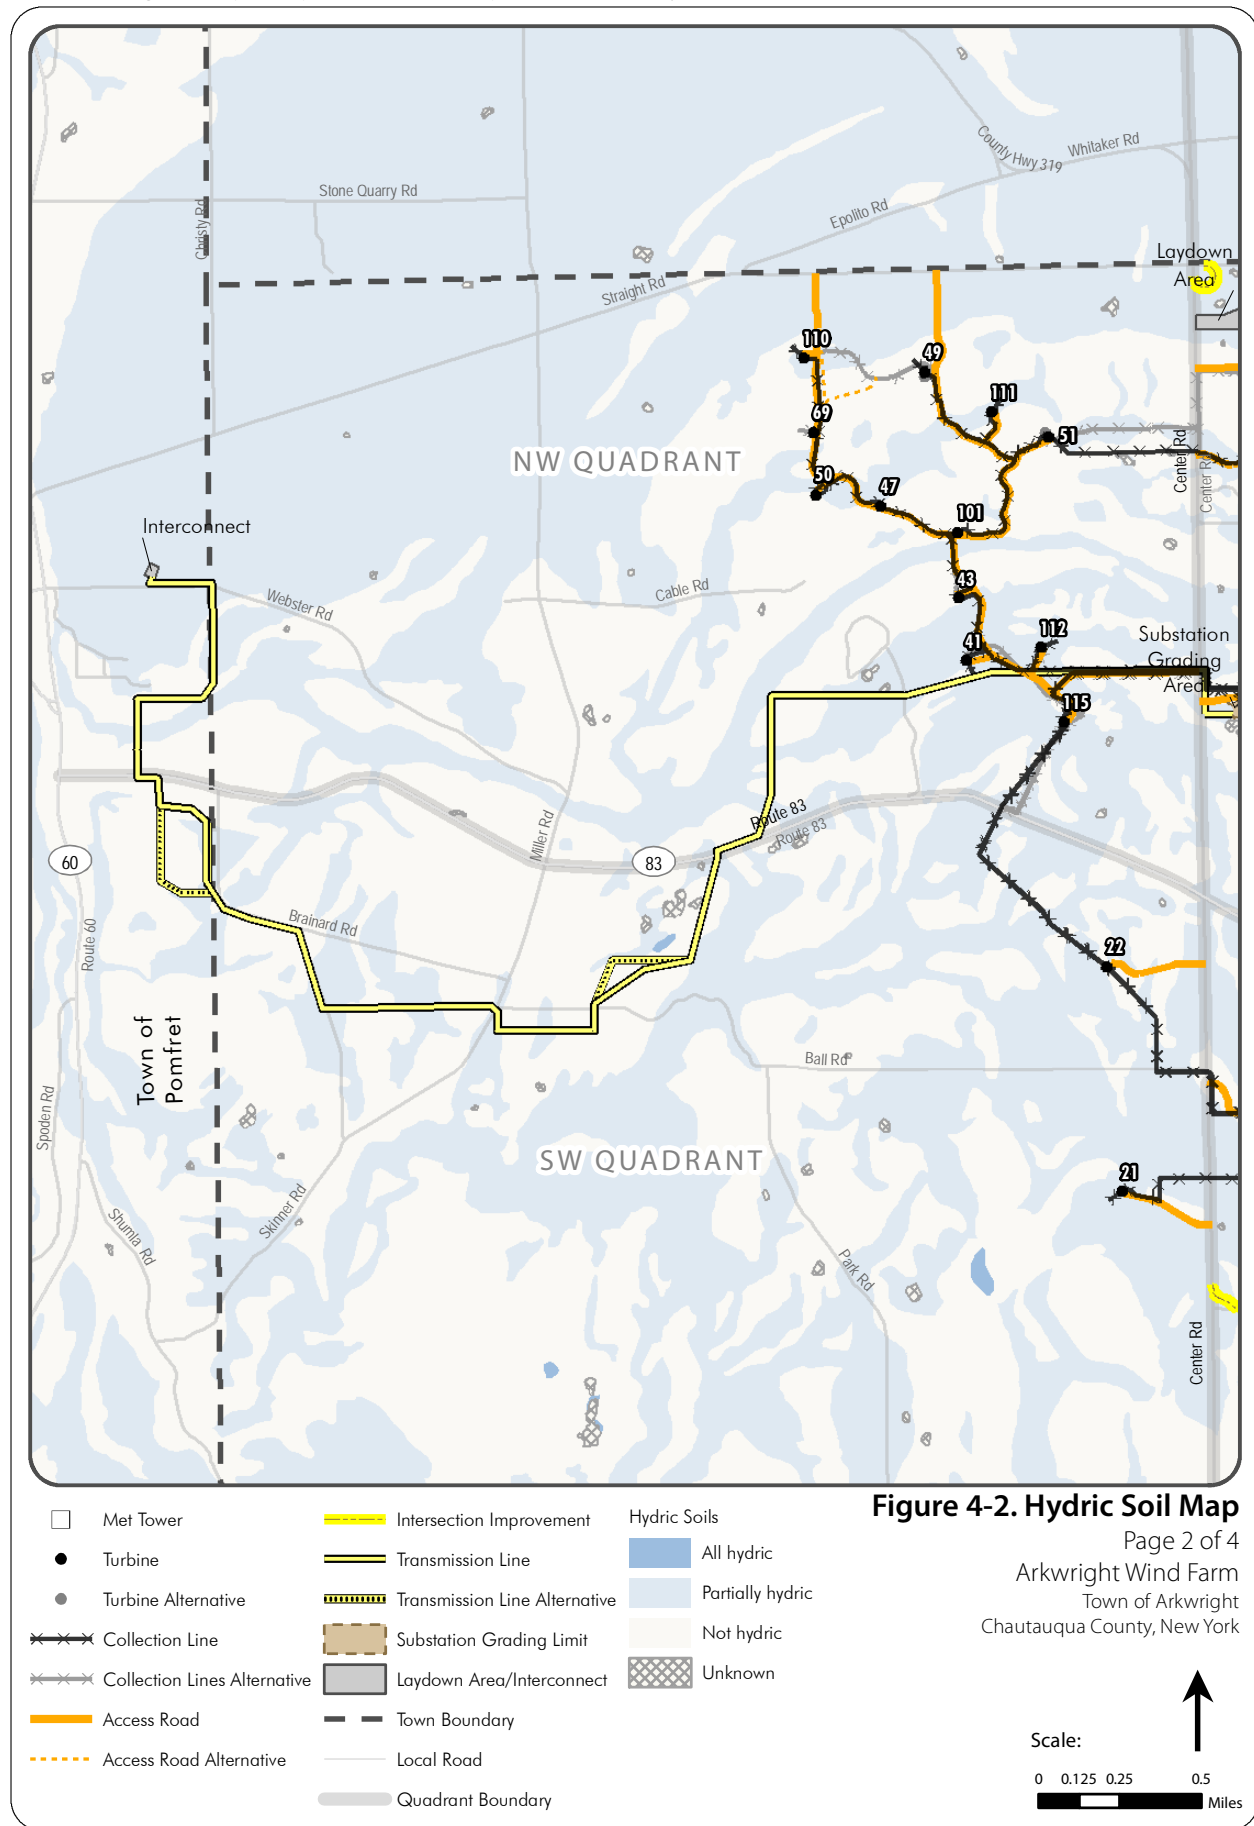 County Hwy 319
Whitaker Rd
Stone Quarry Rd
Christy Rd
Epolito Rd
Laydown
Area
Straight Rd
110
49
111
69
51
NW QUADRANT
Center Rd
Center Rd
50
47
101
Interconnect
Cable Rd
43
Webster Rd
112
Substation
Grading
Area
41
115
Route 83
Route 83
Miller Rd
60
83
Brainard Rd
Route 60
22
Town of
Pomfret
Ball Rd
Spoden Rd
SW QUADRANT
21
Skinner Rd
Shumla Rd
Park Rd
Center Rd
Figure 4-2. Hydric Soil Map
Page 2 of 4
Arkwright Wind Farm
Town of Arkwright
Chautauqua County, New York
Met Tower
Turbine
Turbine Alternative
Collection Line
Collection Lines Alternative
Access Road
Access Road Alternative
Intersection Improvement
Transmission Line
Transmission Line Alternative
Substation Grading Limit
Laydown Area/Interconnect
Town Boundary
Local Road
Quadrant Boundary
Hydric Soils
All hydric
Partially hydric
Not hydric
Unknown
Scale:
0 0.125 0.25 0.5
Miles